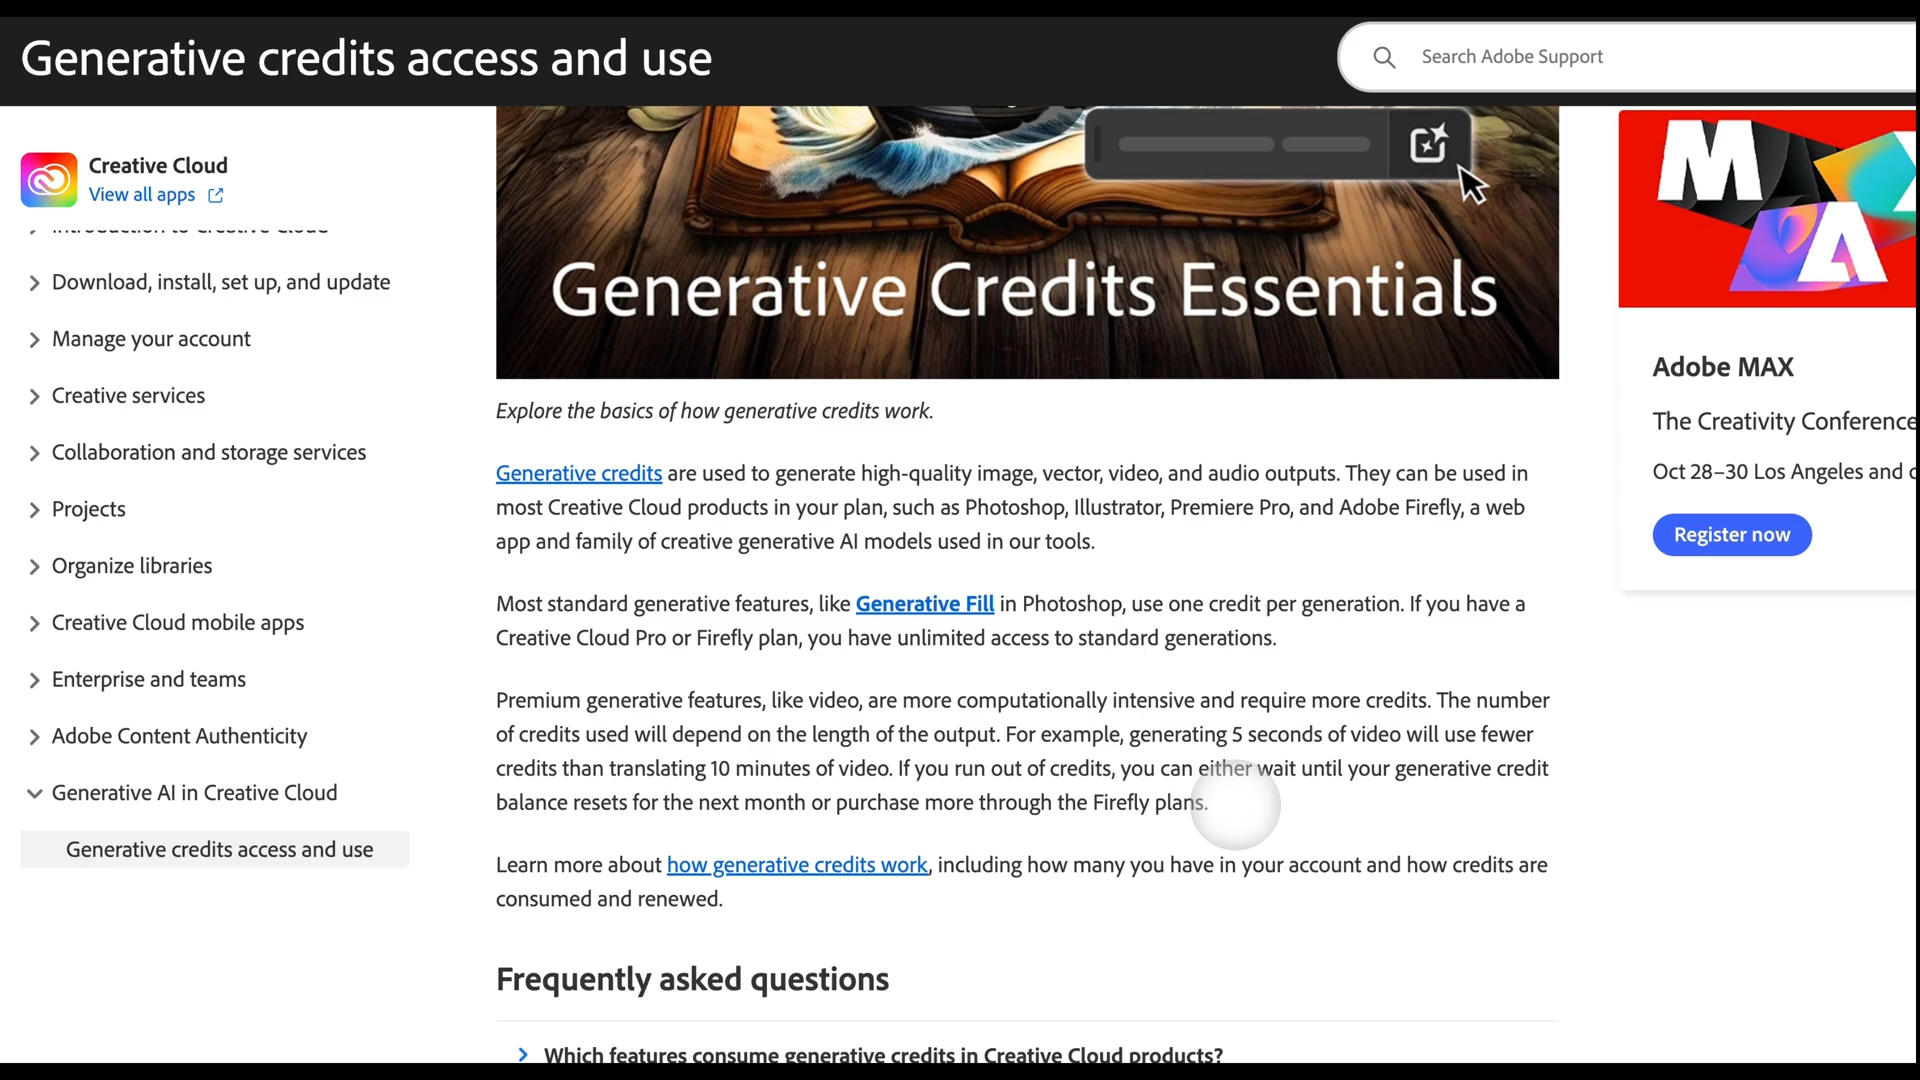 Generative credits access and use
Search Adobe Support
Creative Cloud
View all apps
Introduction to Creative Cloud
Download, install, set up, and update
Manage your account
Creative services
Collaboration and storage services
Projects
Organize libraries
Creative Cloud mobile apps
Enterprise and teams
Adobe Content Authenticity
Generative AI in Creative Cloud
Generative credits access and use
Generative Credits Essentials
Explore the basics of how generative credits work.
Generative credits are used to generate high-quality image, vector, video, and audio outputs. They can be used in
most Creative Cloud products in your plan, such as Photoshop, Illustrator, Premiere Pro, and Adobe Firefly, a web
app and family of creative generative AI models used in our tools.
Most standard generative features, like Generative Fill in Photoshop, use one credit per generation. If you have a
Creative Cloud Pro or Firefly plan, you have unlimited access to standard generations.
Premium generative features, like video, are more computationally intensive and require more credits. The number
of credits used will depend on the length of the output. For example, generating 5 seconds of video will use fewer
credits than translating 10 minutes of video. If you run out of credits, you can either wait until your generative credit
balance resets for the next month or purchase more through the Firefly plans.
Learn more about how generative credits work, including how many you have in your account and how credits are
consumed and renewed.
Frequently asked questions
Which features consume generative credits in Creative Cloud products?
MA
Adobe MAX
The Creativity Conference
Oct 28–30 Los Angeles and
Register now